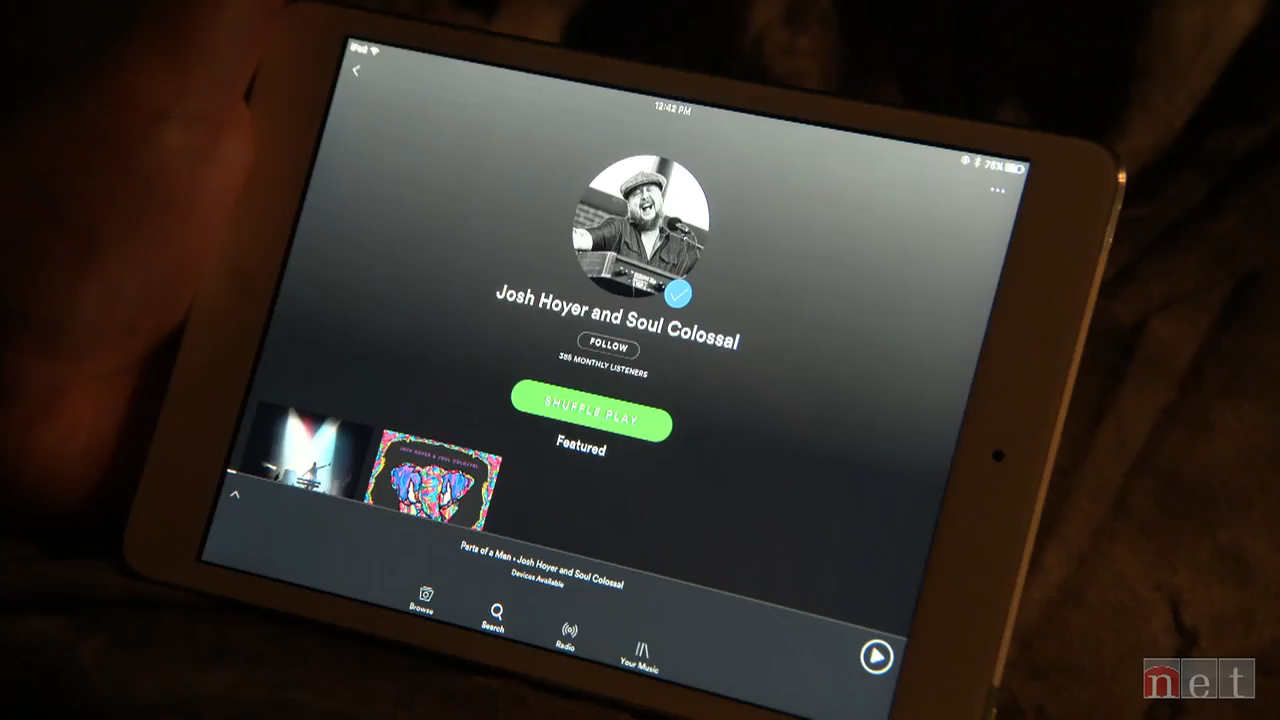 iPad
12:42 PM
75%
Josh Hoyer and Soul Colossal
FOLLOW
385 MONTHLY LISTENERS
SHUFFLE PLAY
Featured
JOSH HOYER & SOUL COLOSSAL
Parts of a Man • Josh Hoyer and Soul Colossal
Devices Available
Browse
Search
Radio
Your Music
net